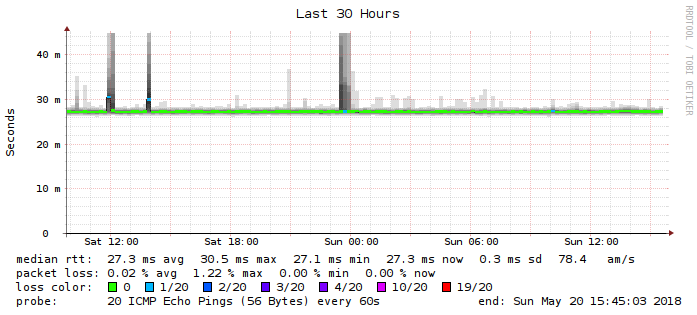 Last 30 Hours
RRDTOOL / TOBI OETIKER
Seconds
40 m
30 m
20 m
10 m
0
Sat 12:00 Sat 18:00 Sun 00:00 Sun 06:00 Sun 12:00
median rtt: 27.3 ms avg 30.5 ms max 27.1 ms min 27.3 ms now 0.3 ms sd 78.4 am/s
packet loss: 0.02 % avg 1.22 % max 0.00 % min 0.00 % now
loss color: 0 1/20 2/20 3/20 4/20 10/20 19/20
probe: 20 ICMP Echo Pings (56 Bytes) every 60s end: Sun May 20 15:45:03 2018